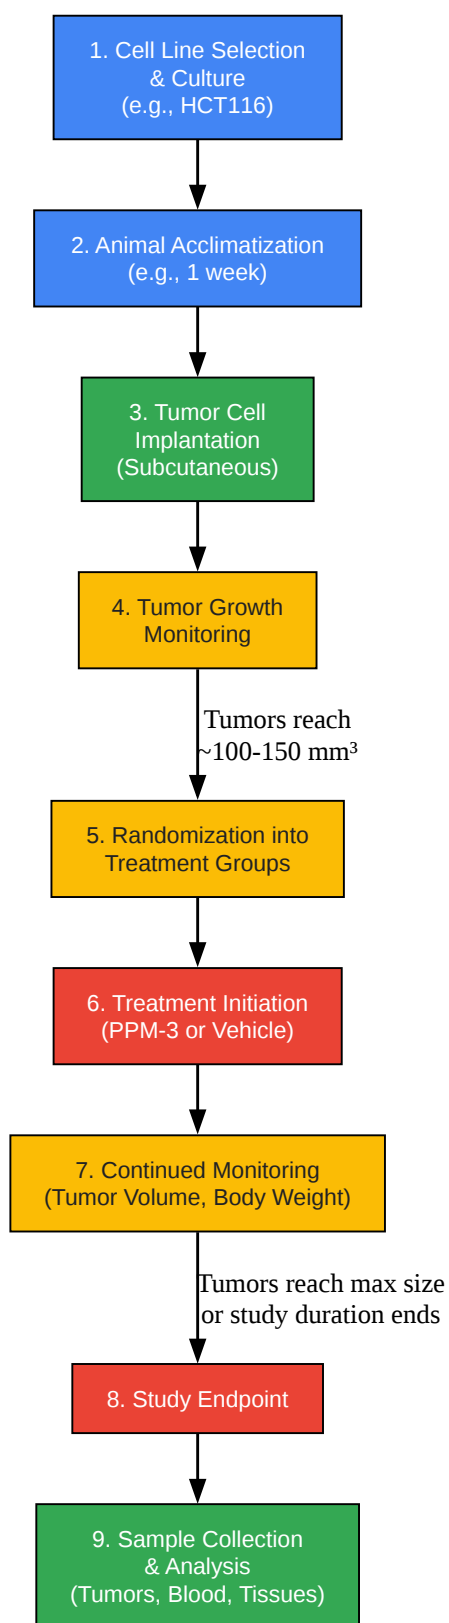 1. Cell Line Selection
& Culture
(e.g., HCT116)
2. Animal Acclimatization
(e.g., 1 week)
3. Tumor Cell
Implantation
(Subcutaneous)
4. Tumor Growth
Monitoring
Tumors reach
~100-150 mm³
5. Randomization into
Treatment Groups
6. Treatment Initiation
(PPM-3 or Vehicle)
7. Continued Monitoring
(Tumor Volume, Body Weight)
Tumors reach max size
or study duration ends
8. Study Endpoint
9. Sample Collection
& Analysis
(Tumors, Blood, Tissues)